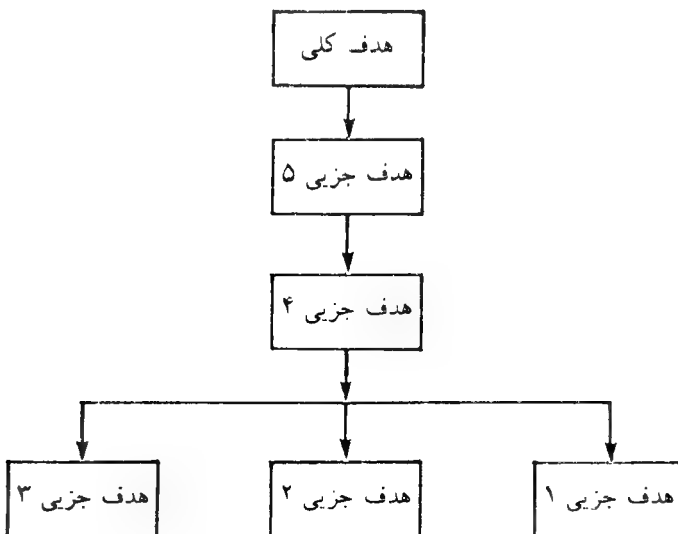 هدف کلی
هدف جزیی ۵
هدف جزیی ۴
هدف جزیی ۱
هدف جزیی ۲
هدف جزیی ۳